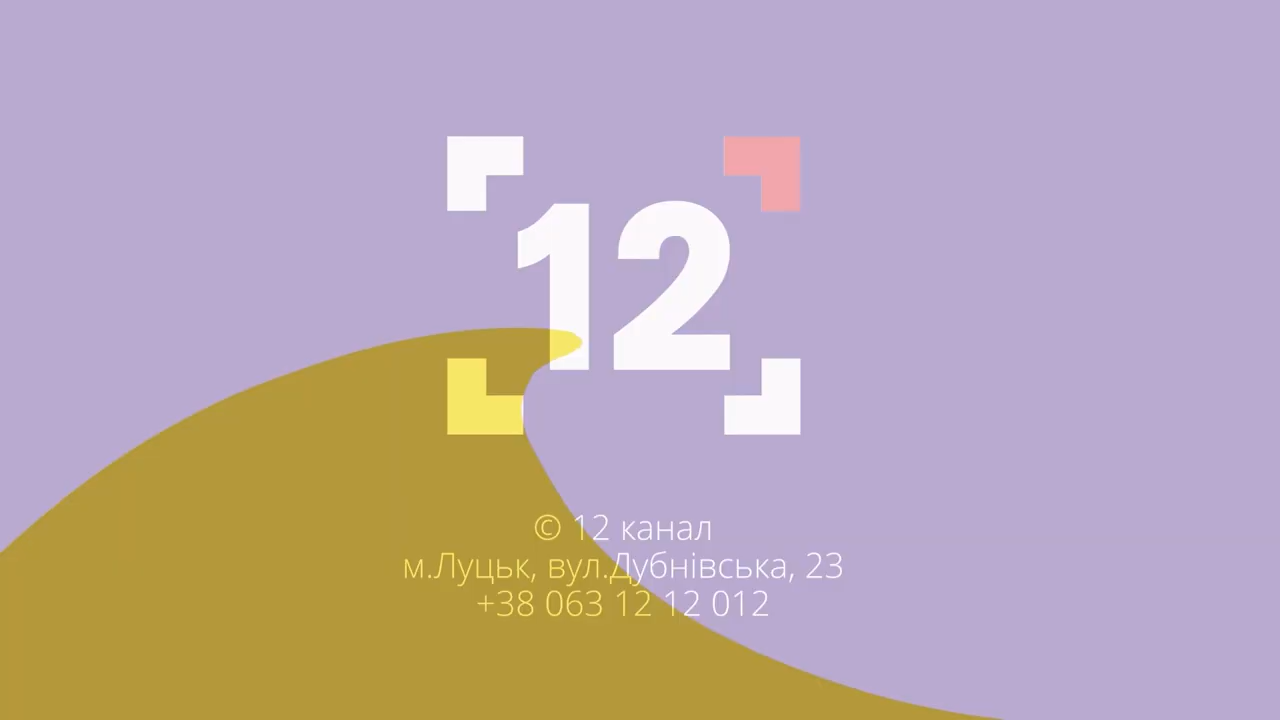 12
© 12 канал
м.Луцьк, вул.Дубнівська, 23
+38 063 12 12 012